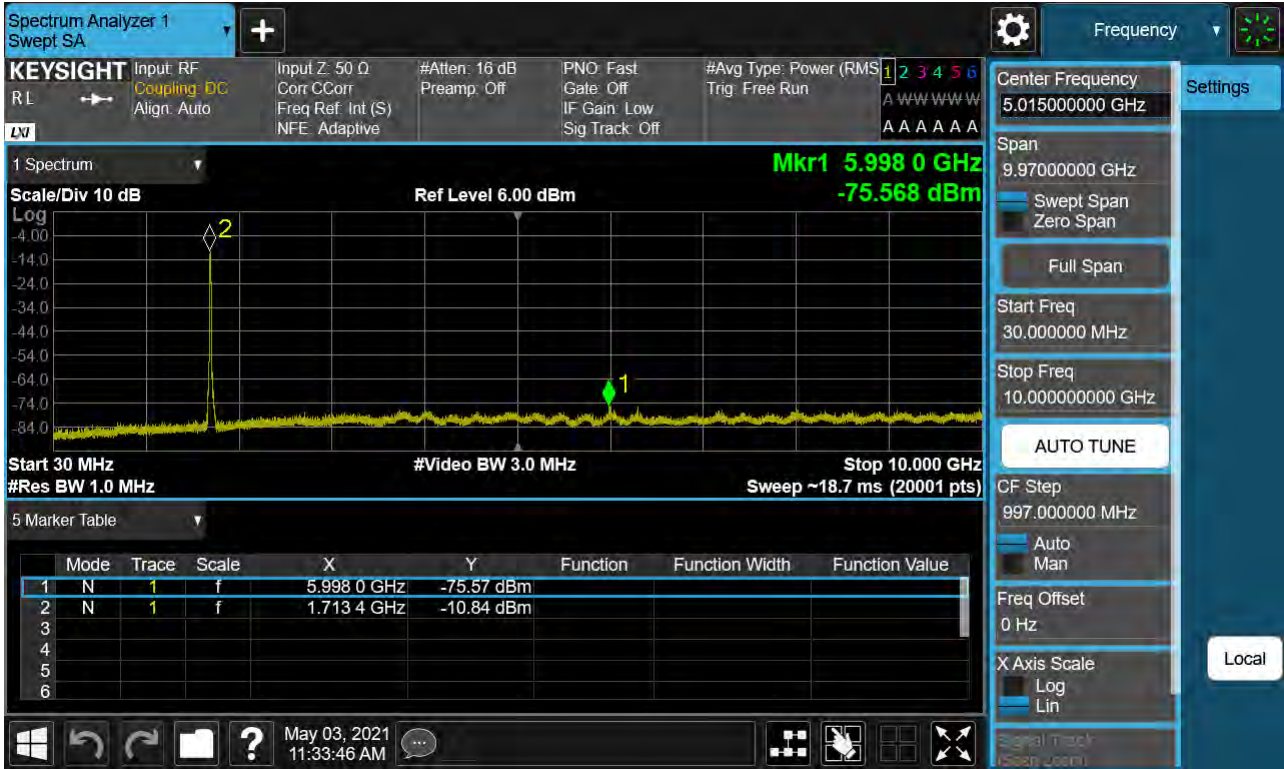 Spectrum Analyzer 1
Swept SA
Frequency
KEYSIGHT
RL
LXI
Input: RF
Coupling: DC
Align: Auto
Input Z: 50 Ω
Corr CCorr
Freq Ref: Int (S)
NFE: Adaptive
#Atten: 16 dB
Preamp: Off
PNO: Fast
Gate: Off
IF Gain: Low
Sig Track: Off
#Avg Type: Power (RMS
Trig: Free Run
1 2 3 4 5 6
A W W W W W
A A A A A A
1 Spectrum
Mkr1 5.998 0 GHz
-75.568 dBm
Scale/Div 10 dB
Ref Level 6.00 dBm
Log
-4.00
-14.0
-24.0
-34.0
-44.0
-54.0
-64.0
-74.0
-84.0
2
1
Start 30 MHz
#Video BW 3.0 MHz
Stop 10.000 GHz
#Res BW 1.0 MHz
Sweep ~18.7 ms (20001 pts)
5 Marker Table
Mode Trace Scale X Y Function Function Width Function Value
1 N 1 f 5.998 0 GHz -75.57 dBm
2 N 1 f 1.713 4 GHz -10.84 dBm
3
4
5
6
May 03, 2021
11:33:46 AM
Center Frequency
5.015000000 GHz
Settings
Span
9.97000000 GHz
Swept Span
Zero Span
Full Span
Start Freq
30.000000 MHz
Stop Freq
10.000000000 GHz
AUTO TUNE
CF Step
997.000000 MHz
Auto
Man
Freq Offset
0 Hz
X Axis Scale
Log
Lin
Local
Signal Track
(Span Zoom)